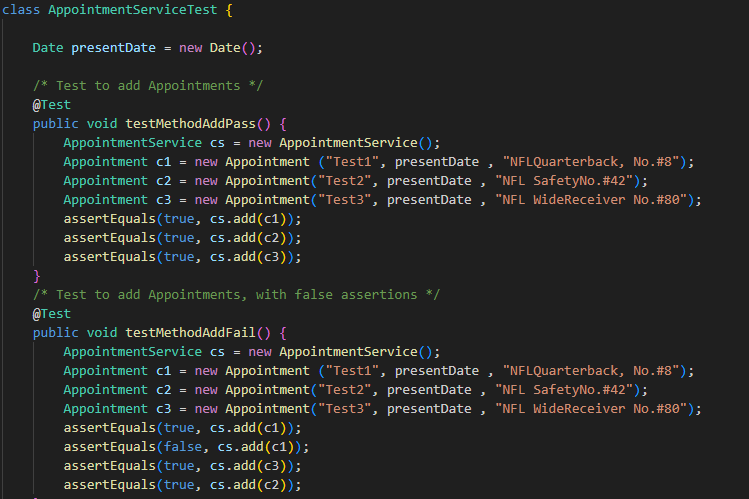 class AppointmentServiceTest {
Date presentDate = new Date();
/* Test to add Appointments */
@Test
public void testMethodAddPass() {
AppointmentService cs = new AppointmentService();
Appointment c1 = new Appointment ("Test1", presentDate , "NFLQuarterback, No.#8");
Appointment c2 = new Appointment("Test2", presentDate , "NFL SafetyNo.#42");
Appointment c3 = new Appointment("Test3", presentDate , "NFL WideReceiver No.#80");
assertEquals(true, cs.add(c1));
assertEquals(true, cs.add(c2));
assertEquals(true, cs.add(c3));
}
/* Test to add Appointments, with false assertions */
@Test
public void testMethodAddFail() {
AppointmentService cs = new AppointmentService();
Appointment c1 = new Appointment ("Test1", presentDate , "NFLQuarterback, No.#8");
Appointment c2 = new Appointment("Test2", presentDate , "NFL SafetyNo.#42");
Appointment c3 = new Appointment("Test3", presentDate , "NFL WideReceiver No.#80");
assertEquals(true, cs.add(c1));
assertEquals(false, cs.add(c1));
assertEquals(true, cs.add(c3));
assertEquals(true, cs.add(c2));